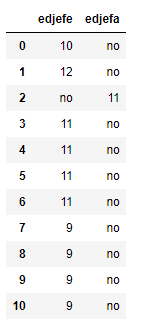 edjefe edjefa
0 10 no
1 12 no
2 no 11
3 11 no
4 11 no
5 11 no
6 11 no
7 9 no
8 9 no
9 9 no
10 9 no